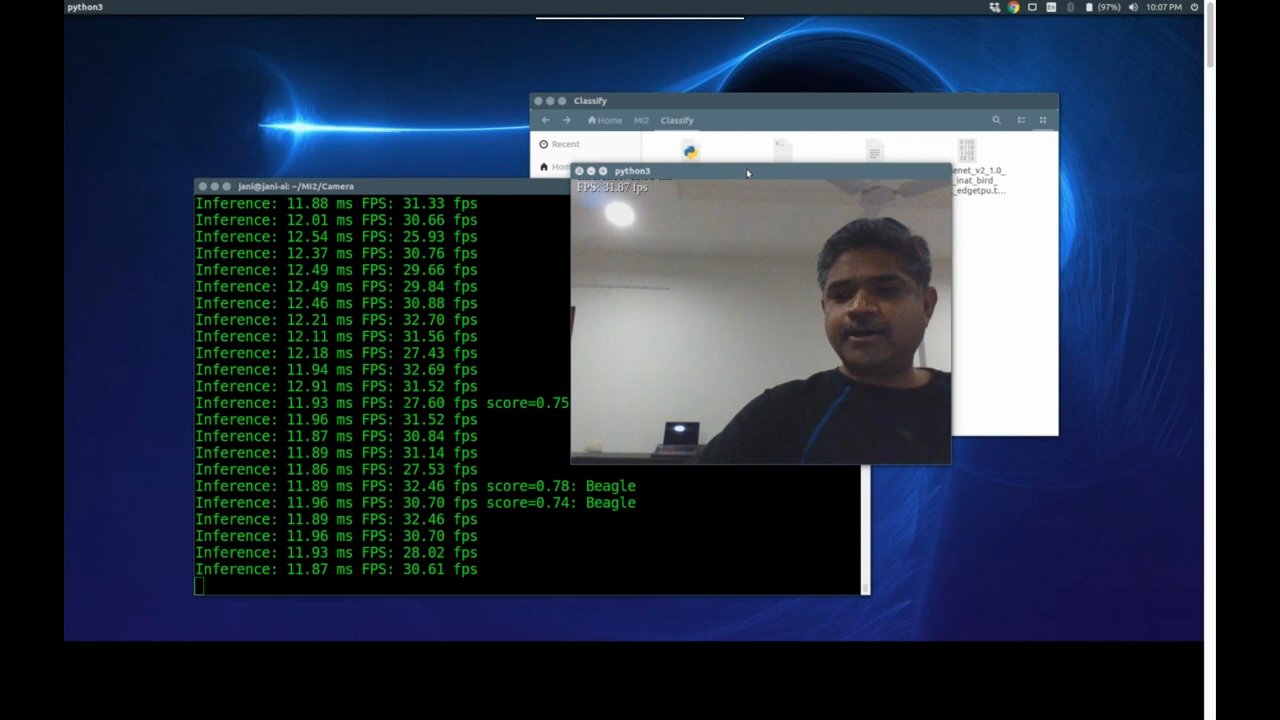 python3
En
(97%)
10:07 PM
Classify
Home
MI2
Classify
Recent
Hom
enet_v2_1.0_
_inat_bird_
_edgetpu.t...
python3
FPS: 31.87 fps
jani@jani-ai: ~/MI2/Camera
Inference: 11.88 ms FPS: 31.33 fps
Inference: 12.01 ms FPS: 30.66 fps
Inference: 12.54 ms FPS: 25.93 fps
Inference: 12.37 ms FPS: 30.76 fps
Inference: 12.49 ms FPS: 29.66 fps
Inference: 12.49 ms FPS: 29.84 fps
Inference: 12.46 ms FPS: 30.88 fps
Inference: 12.21 ms FPS: 32.70 fps
Inference: 12.11 ms FPS: 31.56 fps
Inference: 12.18 ms FPS: 27.43 fps
Inference: 11.94 ms FPS: 32.69 fps
Inference: 12.91 ms FPS: 31.52 fps
Inference: 11.93 ms FPS: 27.60 fps score=0.75
Inference: 11.96 ms FPS: 31.52 fps
Inference: 11.87 ms FPS: 30.84 fps
Inference: 11.89 ms FPS: 31.14 fps
Inference: 11.86 ms FPS: 27.53 fps
Inference: 11.89 ms FPS: 32.46 fps score=0.78: Beagle
Inference: 11.96 ms FPS: 30.70 fps score=0.74: Beagle
Inference: 11.89 ms FPS: 32.46 fps
Inference: 11.96 ms FPS: 30.70 fps
Inference: 11.93 ms FPS: 28.02 fps
Inference: 11.87 ms FPS: 30.61 fps